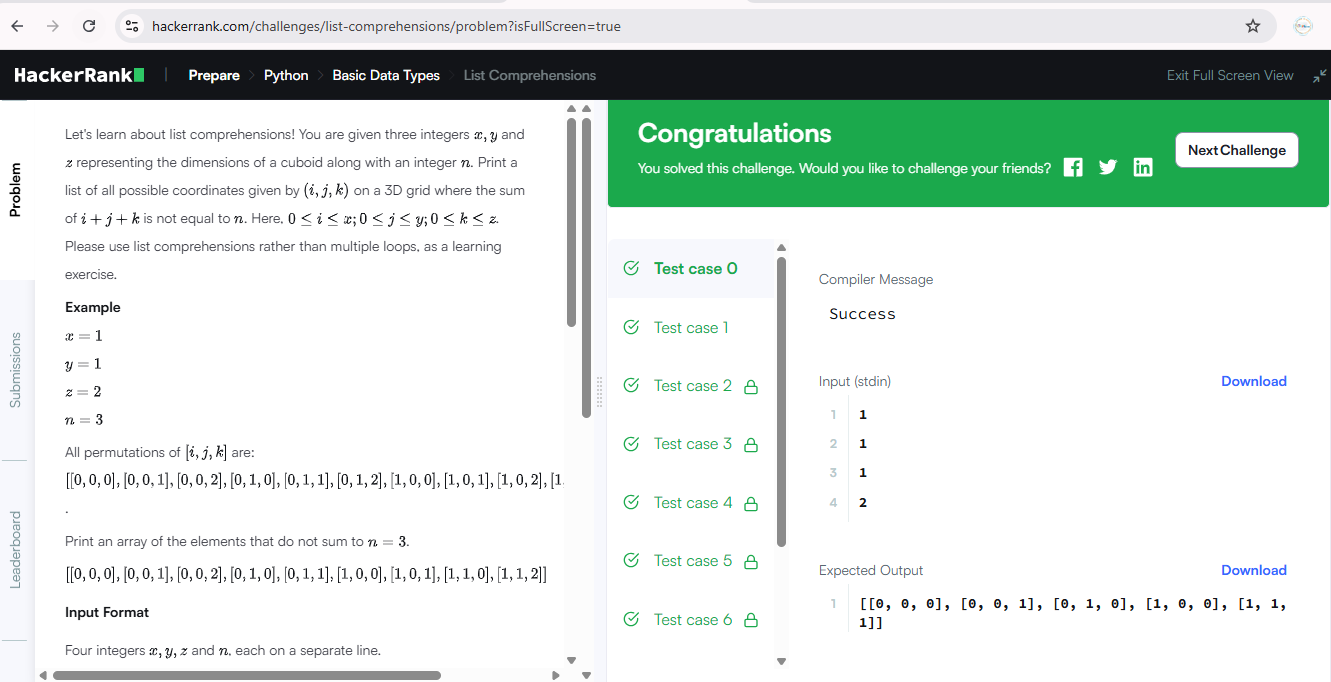 hackerrank.com/challenges/list-comprehensions/problem?isFullScreen=true
HackerRank | Prepare > Python > Basic Data Types > List Comprehensions
Exit Full Screen View
Problem
Submissions
Leaderboard
Let's learn about list comprehensions! You are given three integers x, y and
z representing the dimensions of a cuboid along with an integer n. Print a
list of all possible coordinates given by (i, j, k) on a 3D grid where the sum
of i + j + k is not equal to n. Here, 0 ≤ i ≤ x; 0 ≤ j ≤ y; 0 ≤ k ≤ z.
Please use list comprehensions rather than multiple loops, as a learning
exercise.
Example
x = 1
y = 1
z = 2
n = 3
All permutations of [i, j, k] are:
[[0, 0, 0], [0, 0, 1], [0, 0, 2], [0, 1, 0], [0, 1, 1], [0, 1, 2], [1, 0, 0], [1, 0, 1], [1, 0, 2], [1
.
Print an array of the elements that do not sum to n = 3.
[[0, 0, 0], [0, 0, 1], [0, 0, 2], [0, 1, 0], [0, 1, 1], [1, 0, 0], [1, 0, 1], [1, 1, 0], [1, 1, 2]]
Input Format
Four integers x, y, z and n, each on a separate line.
Congratulations
You solved this challenge. Would you like to challenge your friends?
Next Challenge
Test case 0
Test case 1
Test case 2
Test case 3
Test case 4
Test case 5
Test case 6
Compiler Message
Success
Input (stdin)
Download
1 1
2 1
3 1
4 2
Expected Output
Download
1 [[0, 0, 0], [0, 0, 1], [0, 1, 0], [1, 0, 0], [1, 1,
1]]